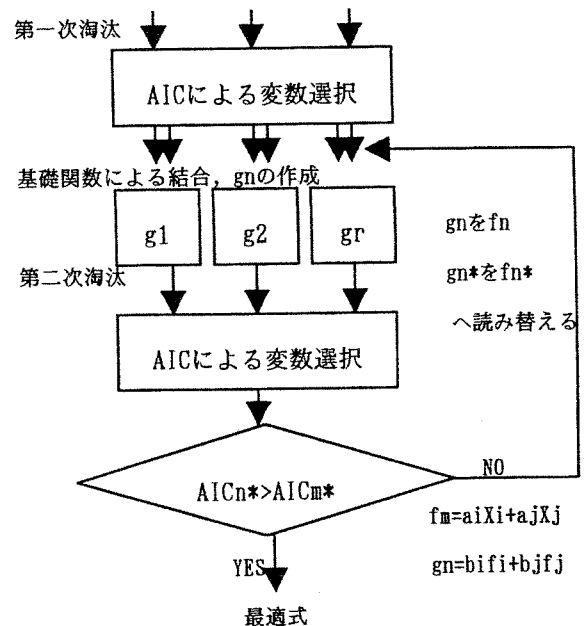 第一次淘汰
AICによる変数選択
基礎関数による結合，gnの作成
g1
g2
gr
gnをfn
gn*をfn*
へ読み替える
第二次淘汰
AICによる変数選択
AICn*>AICm*
NO
fm=aiXi+ajXj
gn=bifi+bjfj
YES
最適式